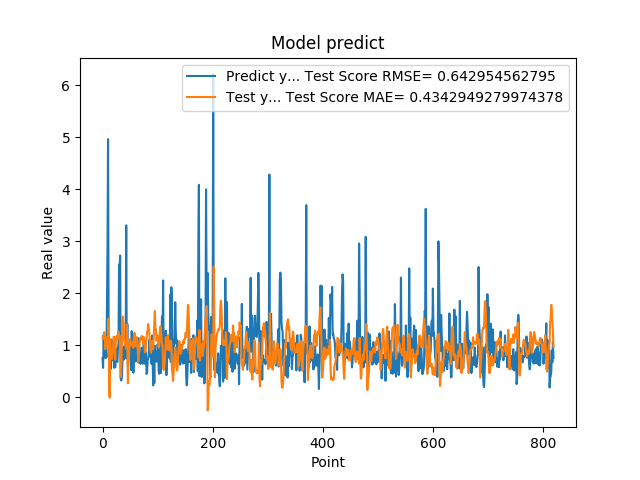 Model predict
Predict y... Test Score RMSE= 0.642954562795
Test y... Test Score MAE= 0.4342949279974378
Real value
6
5
4
3
2
1
0
0 200 400 600 800
Point